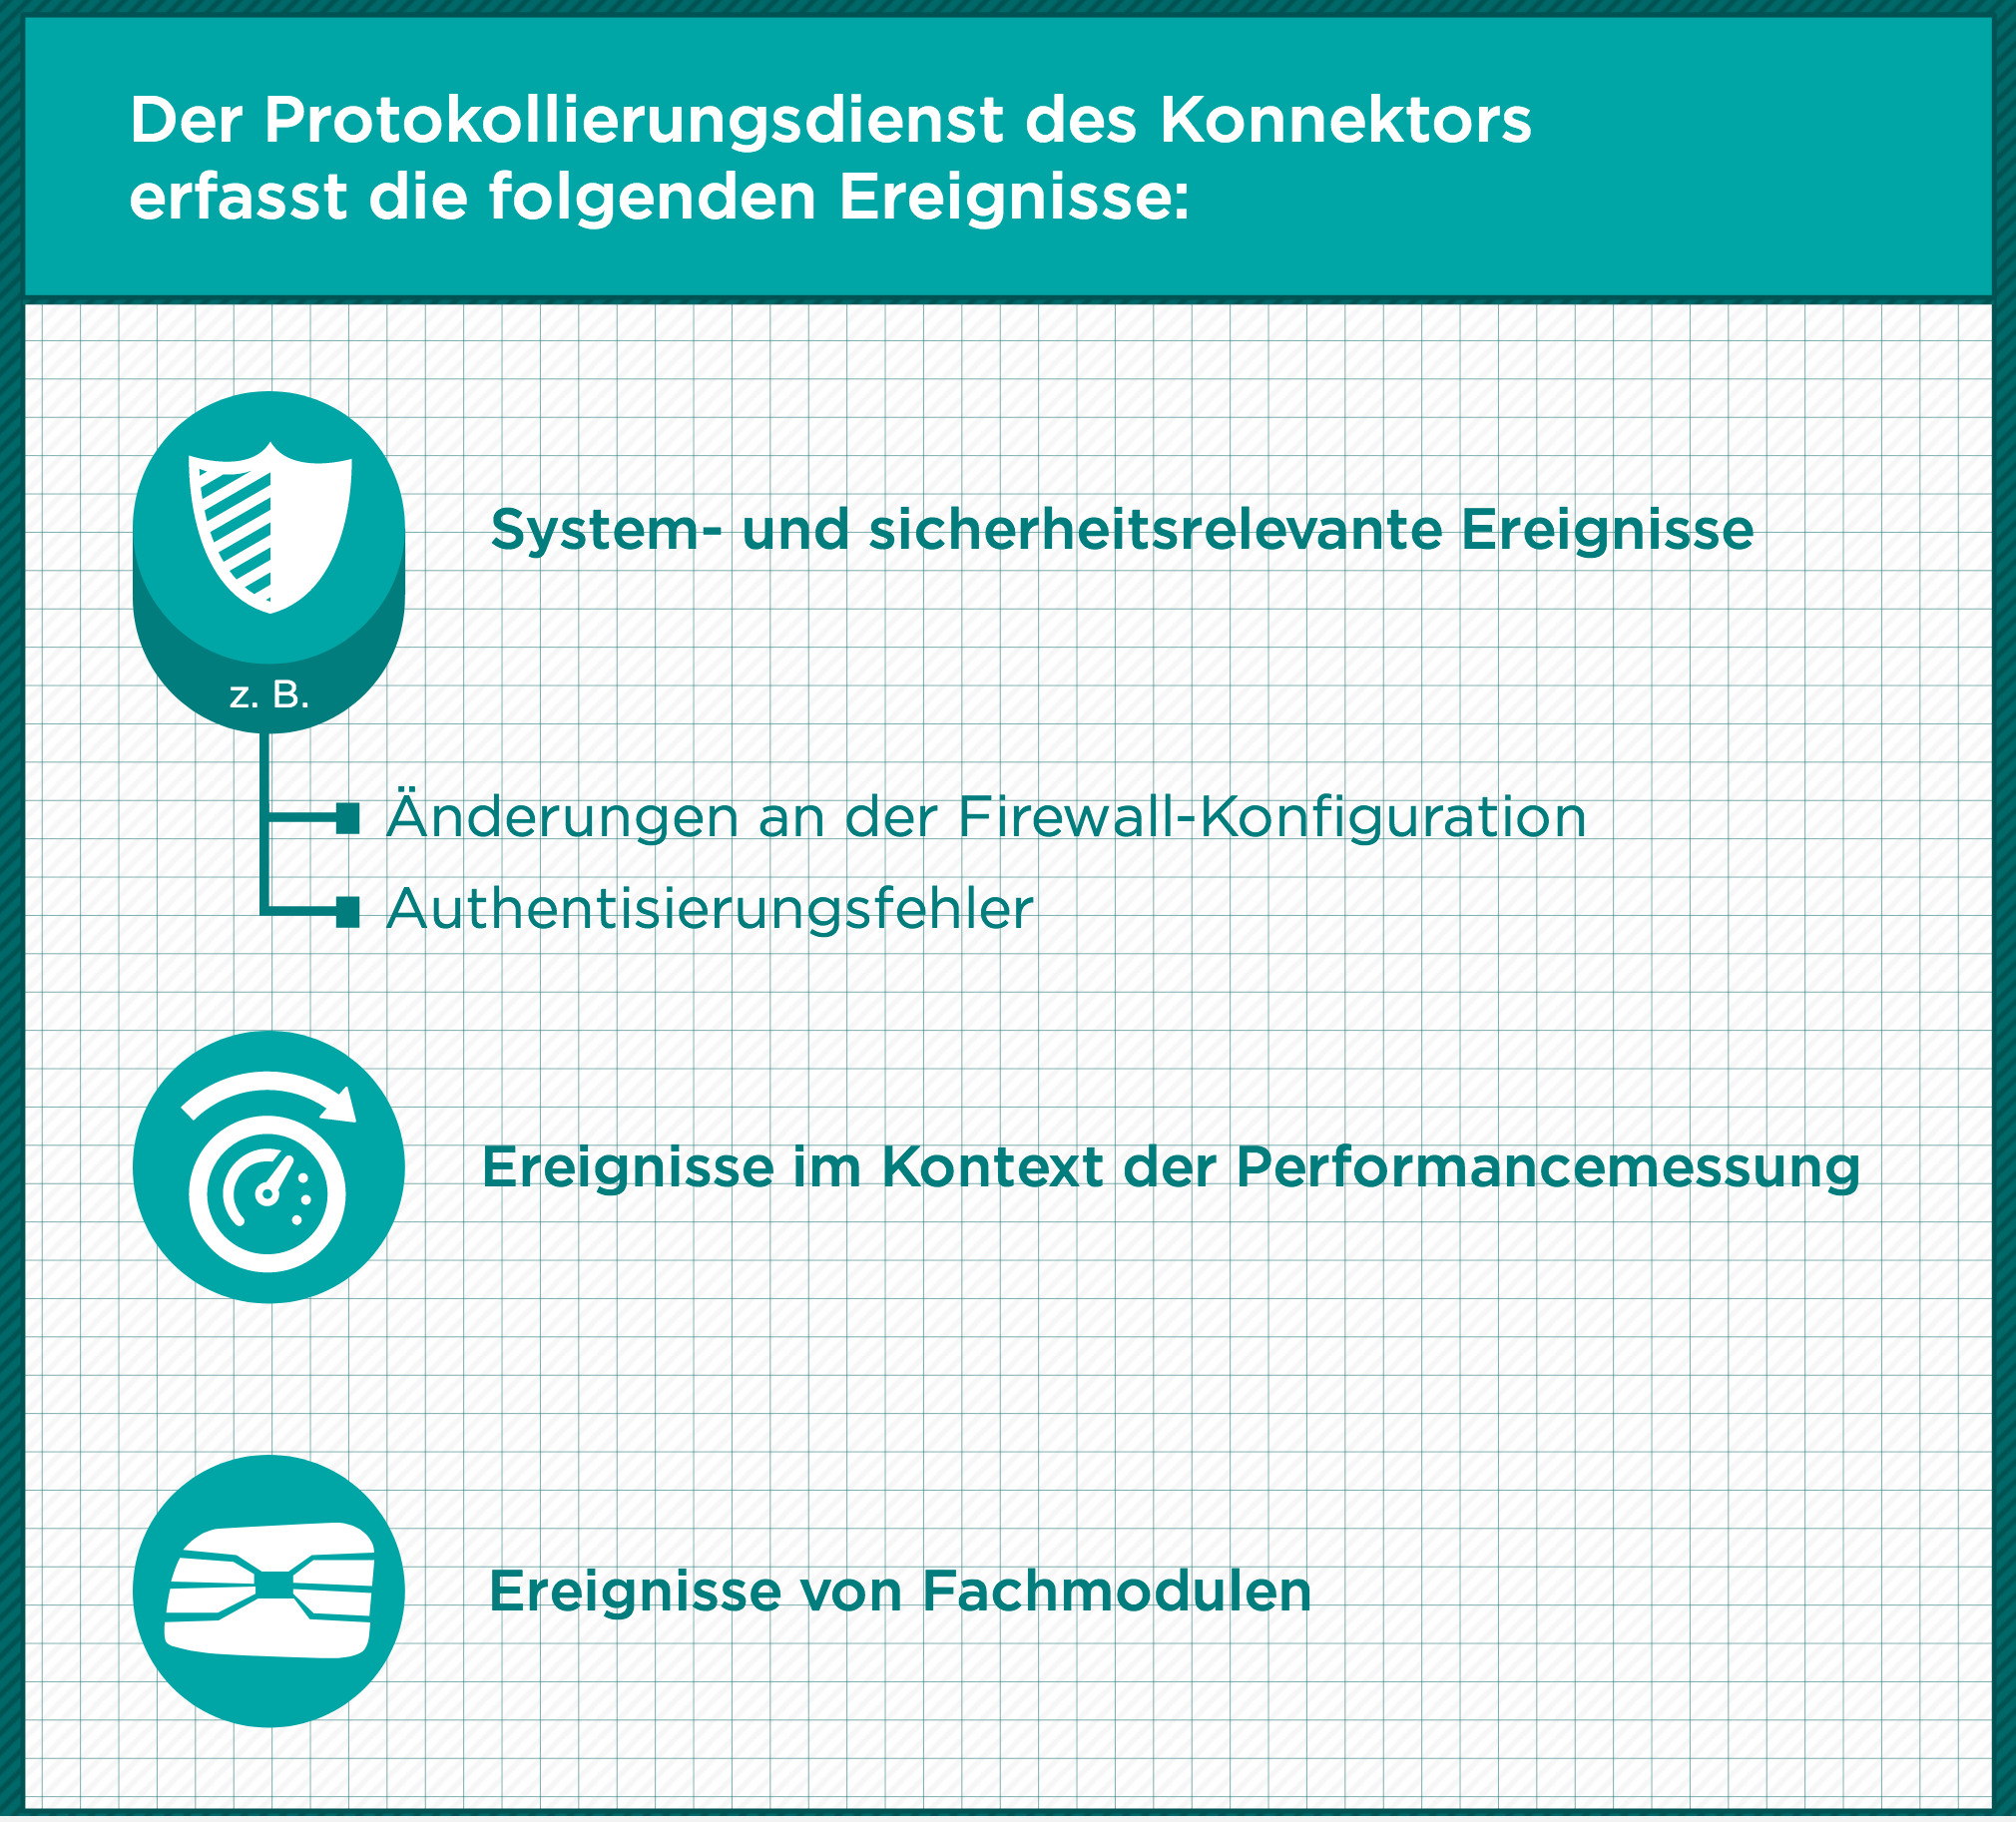 Der Protokollierungsdienst des Konnektors
erfasst die folgenden Ereignisse:
System- und sicherheitsrelevante Ereignisse
z. B.
Änderungen an der Firewall-Konfiguration
Authentisierungsfehler
Ereignisse im Kontext der Performancemessung
Ereignisse von Fachmodulen